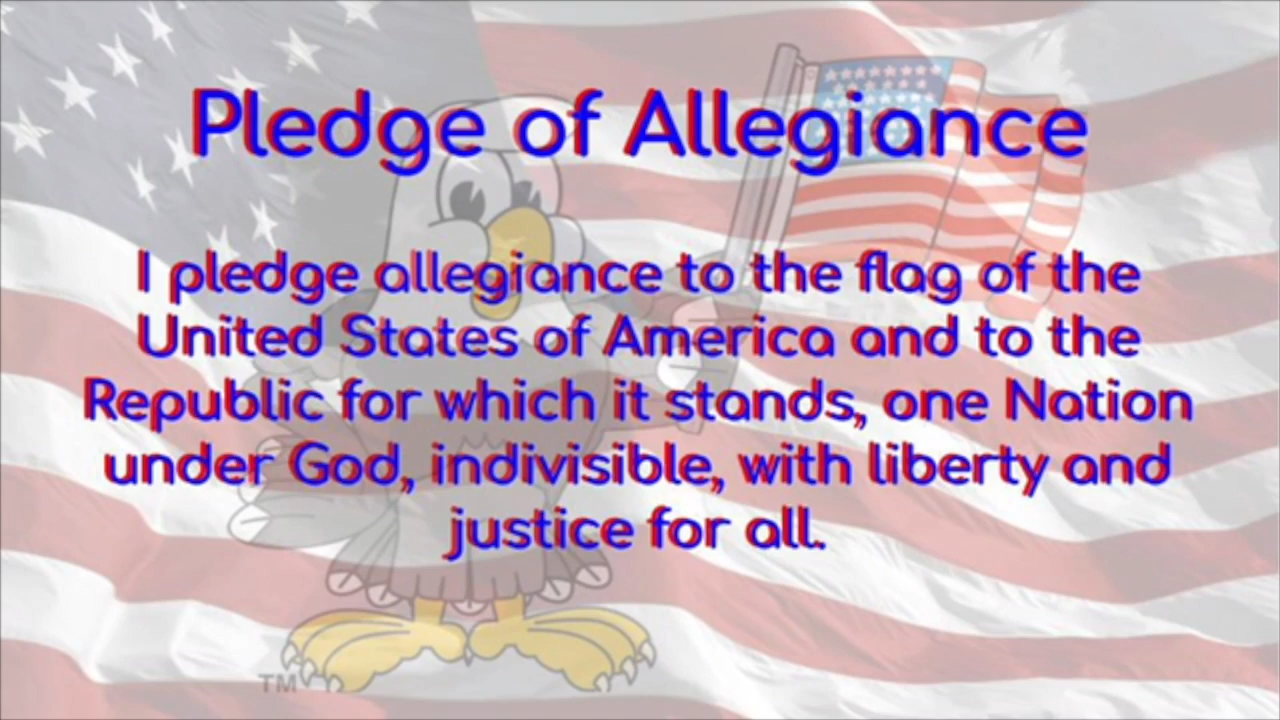 Pledge of Allegiance
I pledge allegiance to the flag of the
United States of America and to the
Republic for which it stands, one Nation
under God, indivisible, with liberty and
justice for all.
TM